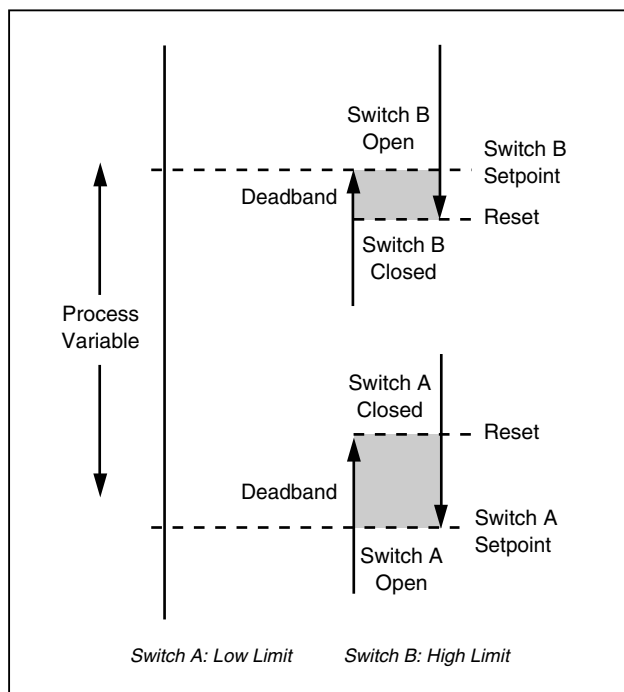 Switch B
Open
Switch B
Setpoint
Deadband
Reset
Switch B
Closed
Process
Variable
Switch A
Closed
Reset
Deadband
Switch A
Setpoint
Switch A
Open
Switch A: Low Limit
Switch B: High Limit